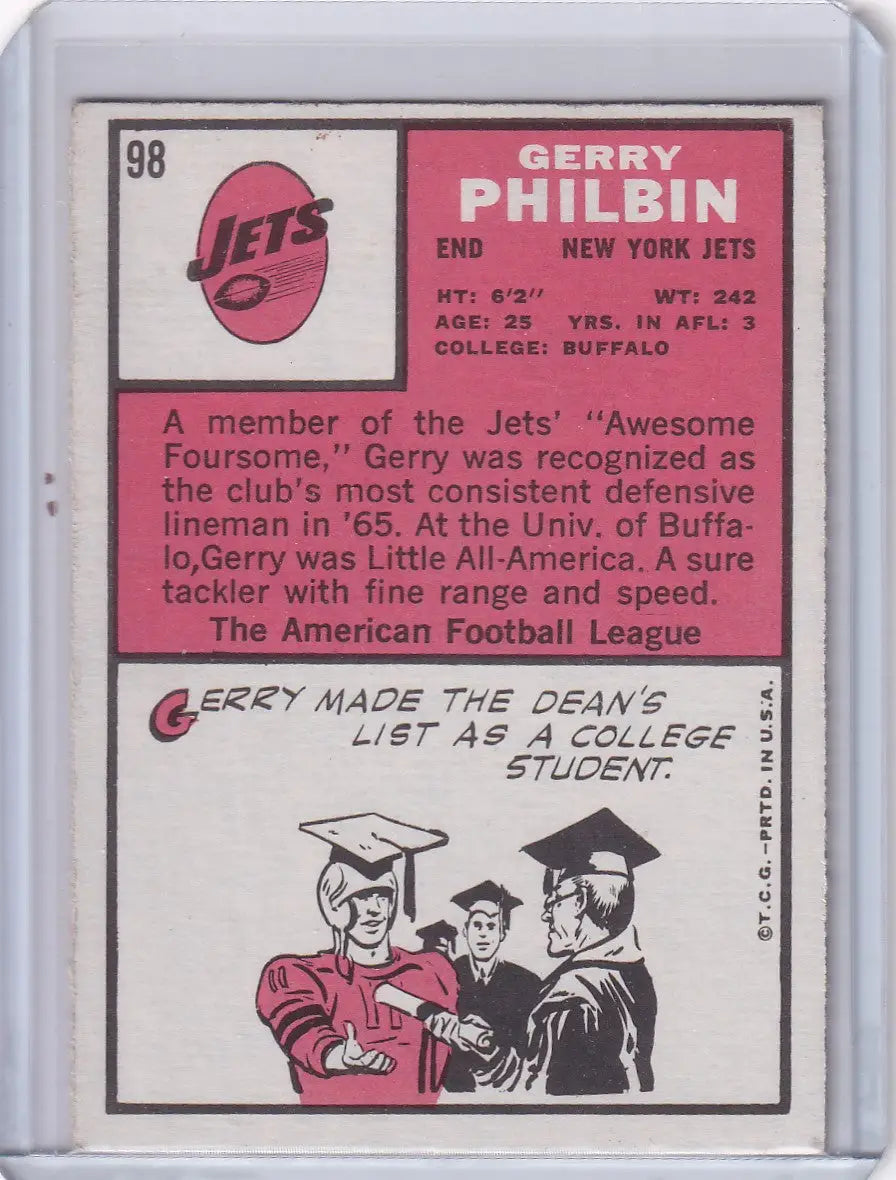 98
JETS
GERRY
PHILBIN
END NEW YORK JETS
HT: 6'2" WT: 242
AGE: 25 YRS. IN AFL: 3
COLLEGE: BUFFALO
A member of the Jets' "Awesome
Foursome," Gerry was recognized as
the club's most consistent defensive
lineman in '65. At the Univ. of Buffa-
lo,Gerry was Little All-America. A sure
tackler with fine range and speed.
The American Football League
GERRY MADE THE DEAN'S
LIST AS A COLLEGE
STUDENT.
©T.C.G.–PRTD. IN U.S.A.
11